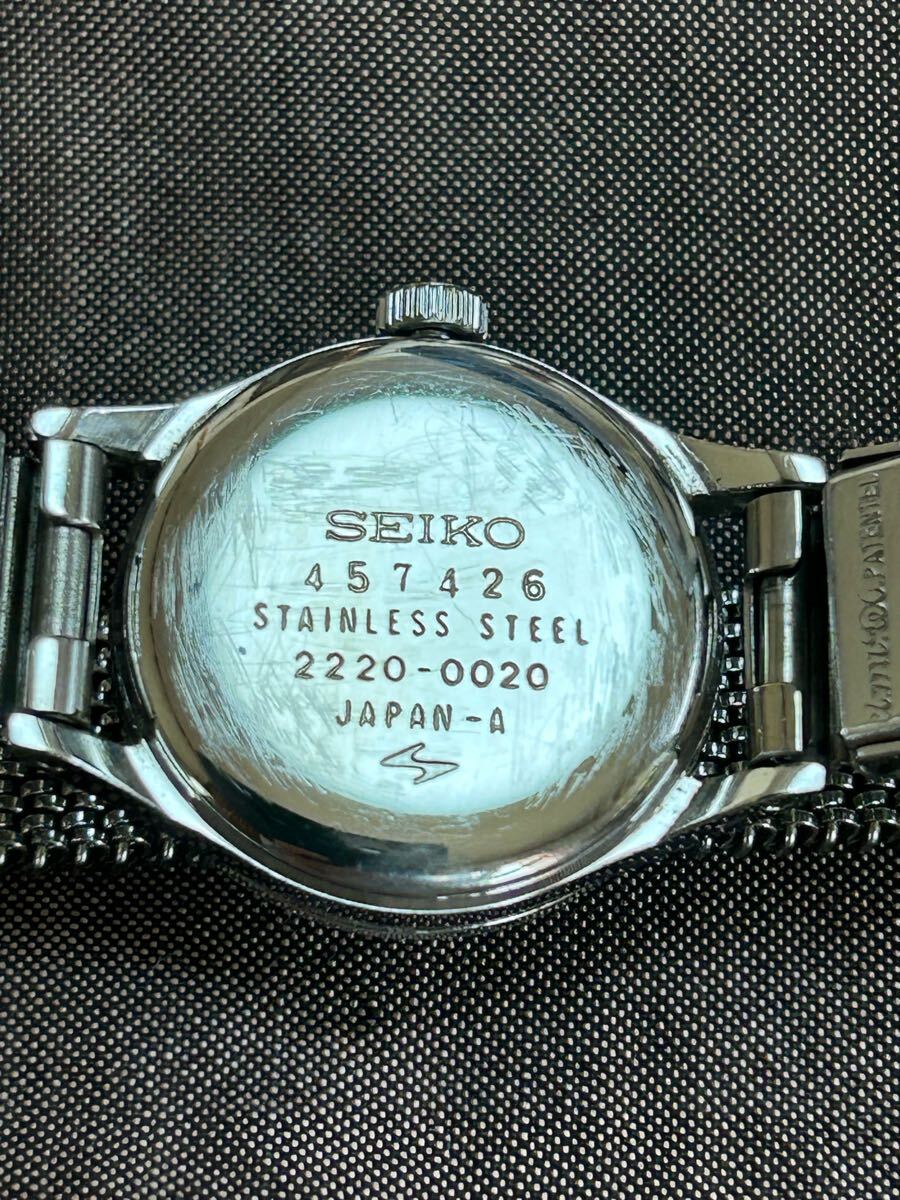 SEIKO
457426
STAINLESS STEEL
2220-0020
JAPAN-A